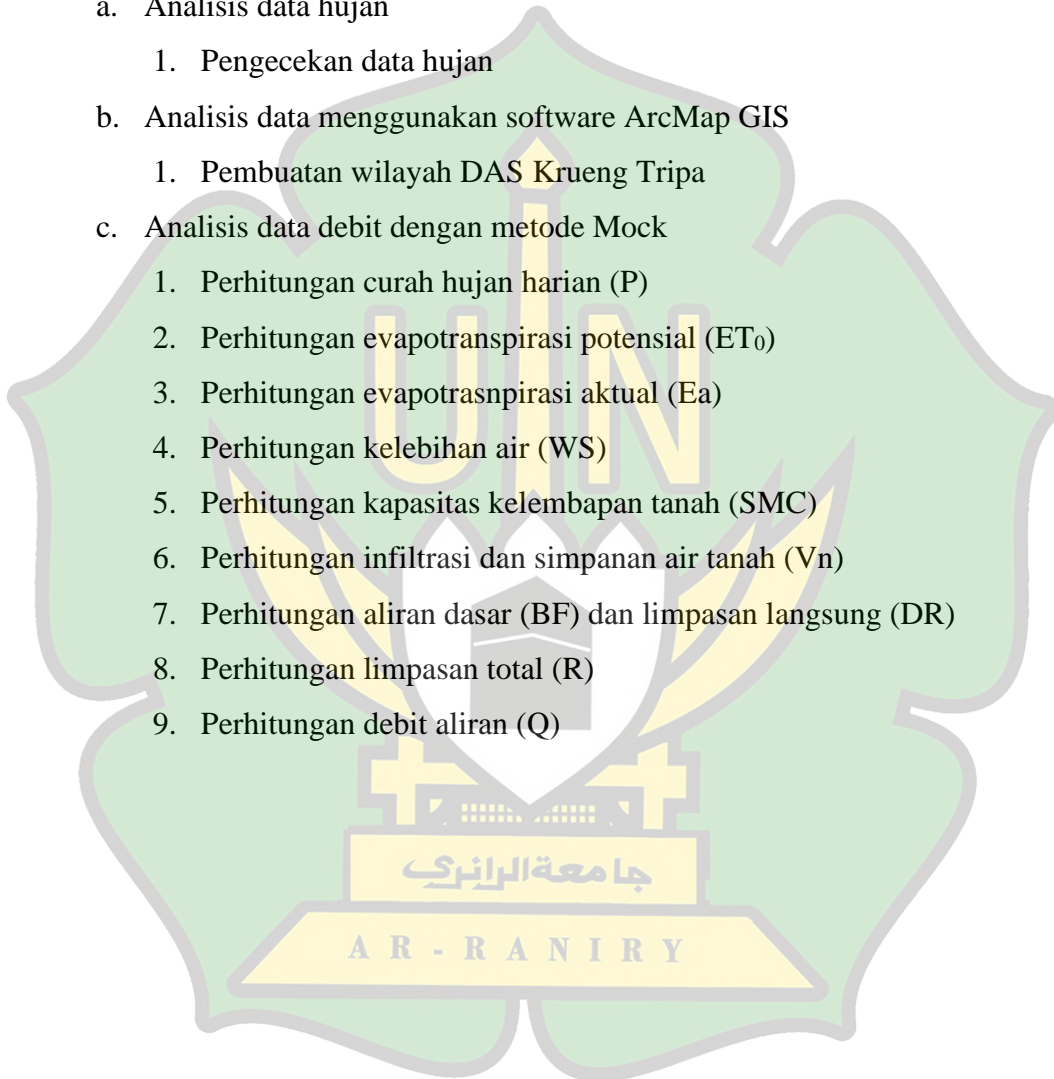 a. Analisis data hujan
1. Pengecekan data hujan
b. Analisis data menggunakan software ArcMap GIS
1. Pembuatan wilayah DAS Krueng Tripa
c. Analisis data debit dengan metode Mock
1. Perhitungan curah hujan harian (P)
2. Perhitungan evapotranspirasi potensial (ET₀)
3. Perhitungan evapotrasnpirasi aktual (Ea)
4. Perhitungan kelebihan air (WS)
5. Perhitungan kapasitas kelembapan tanah (SMC)
6. Perhitungan infiltrasi dan simpanan air tanah (Vn)
7. Perhitungan aliran dasar (BF) dan limpasan langsung (DR)
8. Perhitungan limpasan total (R)
9. Perhitungan debit aliran (Q)
UIN
جامعة الرانري
AR-RANIRY